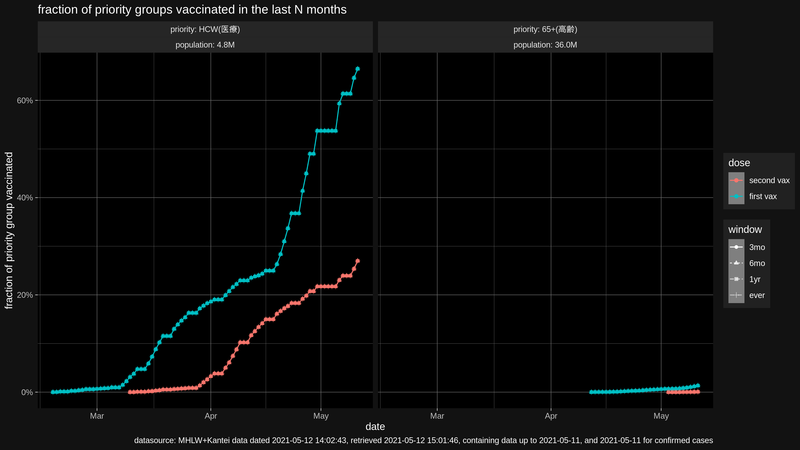 fraction of priority groups vaccinated in the last N months
priority: HCW(医療)
population: 4.8M
priority: 65+(高齢)
population: 36.0M
fraction of priority group vaccinated
60%
40%
20%
0%
Mar
Apr
May
Mar
Apr
May
date
dose
second vax
first vax
window
3mo
6mo
1yr
ever
datasource: MHLW+Kantei data dated 2021-05-12 14:02:43, retrieved 2021-05-12 15:01:46, containing data up to 2021-05-11, and 2021-05-11 for confirmed cases